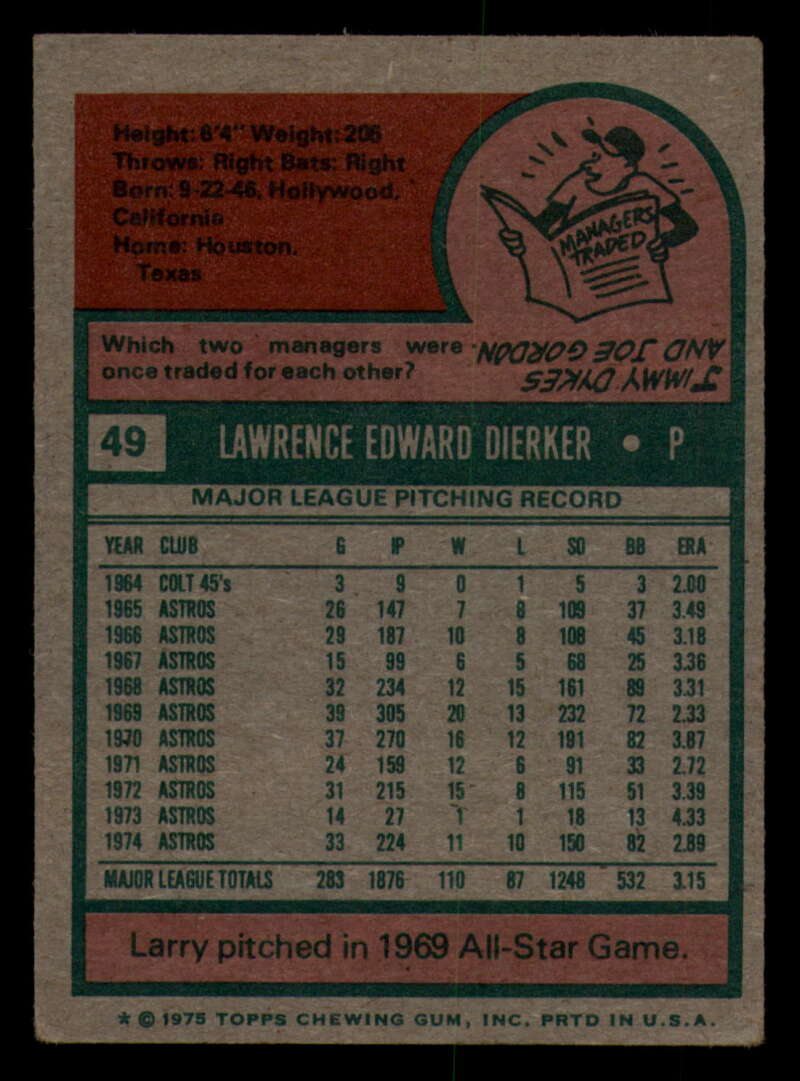 Height: 6'4" Weight: 206
Throws: Right Bats: Right
Born: 9-22-46, Hollywood,
California
Home: Houston,
Texas
MANAGERS
TRADED
Which two managers were
once traded for each other?
JIMMY DYKES
AND JOE GORDON
49 LAWRENCE EDWARD DIERKER • P
MAJOR LEAGUE PITCHING RECORD
YEAR CLUB G IP W L SO BB ERA
1964 COLT 45's 3 9 0 1 5 3 2.00
1965 ASTROS 26 147 7 8 109 37 3.49
1966 ASTROS 29 187 10 8 108 45 3.18
1967 ASTROS 15 99 6 5 68 25 3.36
1968 ASTROS 32 234 12 15 161 89 3.31
1969 ASTROS 39 305 20 13 232 72 2.33
1970 ASTROS 37 270 16 12 191 82 3.87
1971 ASTROS 24 159 12 6 91 33 2.72
1972 ASTROS 31 215 15 8 115 51 3.39
1973 ASTROS 14 27 1 1 18 13 4.33
1974 ASTROS 33 224 11 10 150 82 2.89
MAJOR LEAGUE TOTALS 283 1876 110 87 1248 532 3.15
Larry pitched in 1969 All-Star Game.
* © 1975 TOPPS CHEWING GUM, INC. PRTD IN U.S.A.